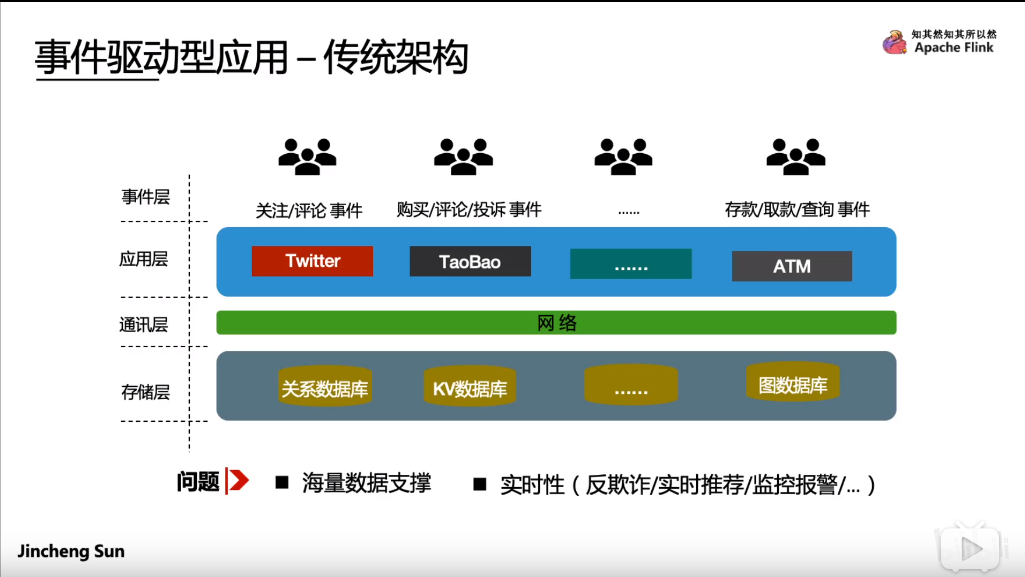 事件驱动型应用 – 传统架构
知其然知其所以然
Apache Flink
事件层
关注/评论 事件
购买/评论/投诉 事件
......
存款/取款/查询 事件
应用层
Twitter
TaoBao
......
ATM
通讯层
网 络
存储层
关系数据库
KV数据库
......
图数据库
问题
■ 海量数据支撑
■ 实时性（反欺诈/实时推荐/监控报警/... ）
Jincheng Sun